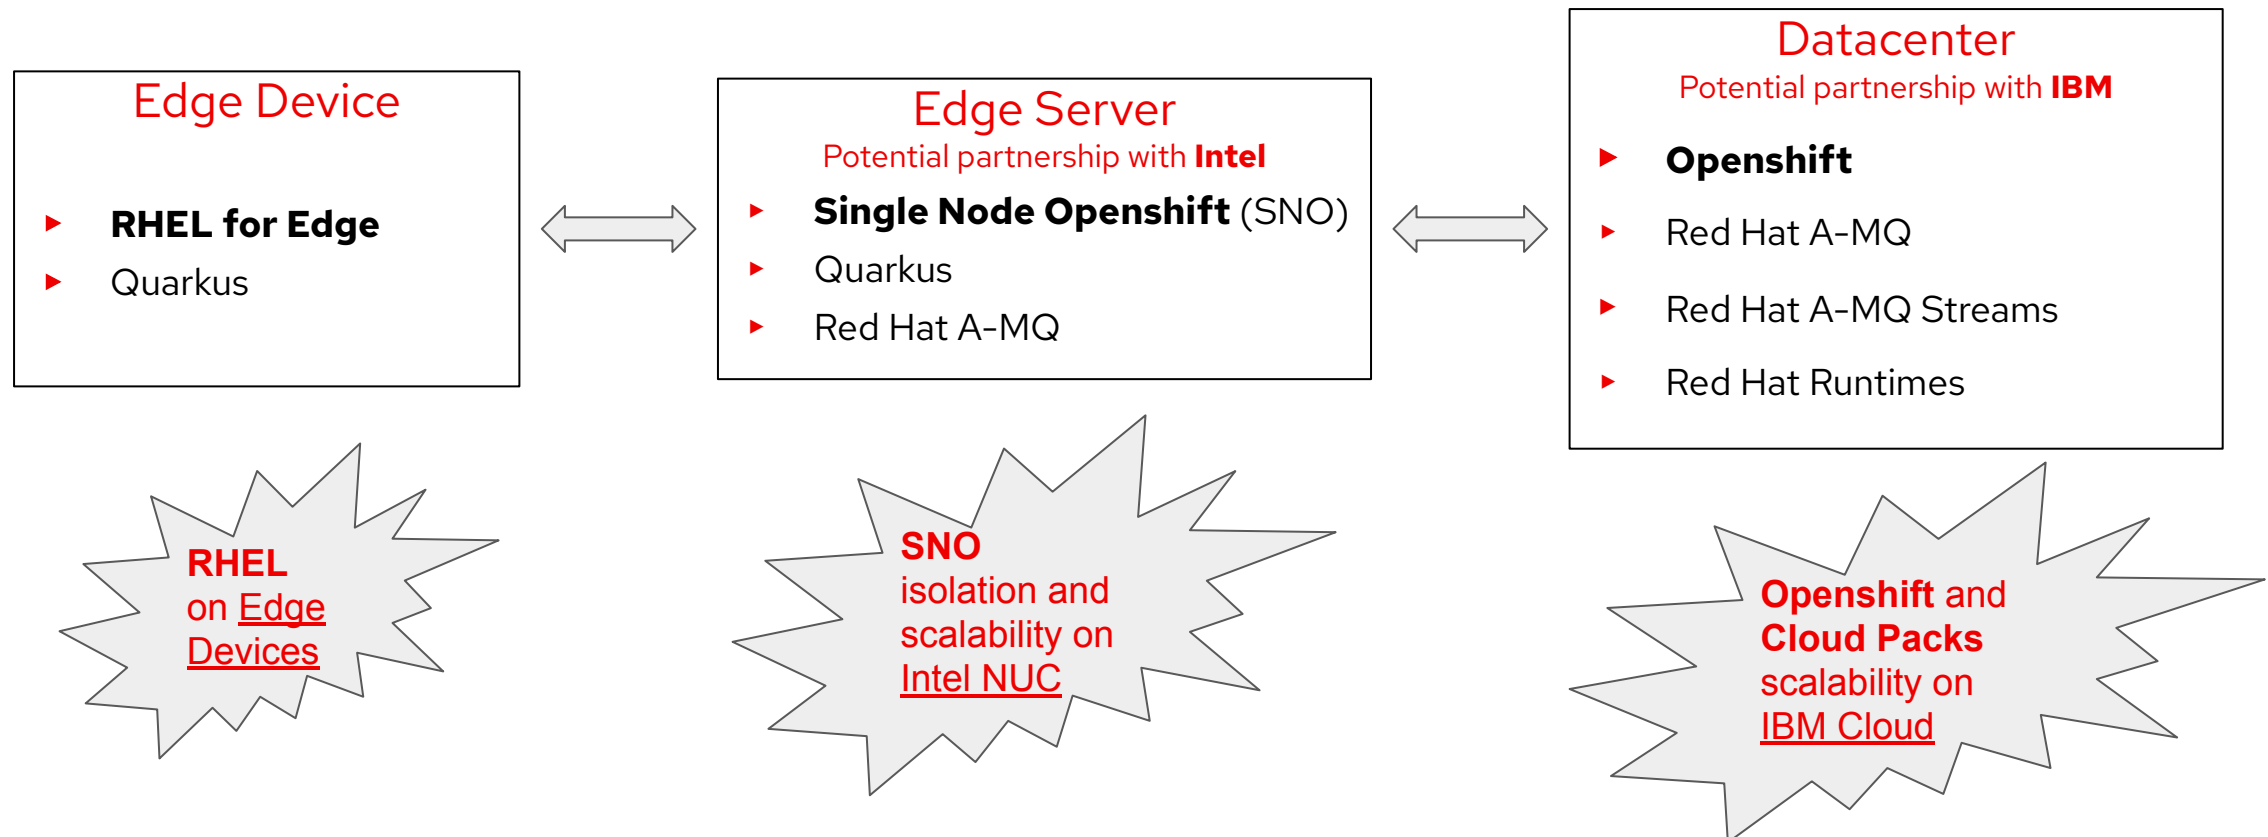 Edge Device
RHEL for Edge
Quarkus
Edge Server
Potential partnership with Intel
Single Node Openshift (SNO)
Quarkus
Red Hat A-MQ
Datacenter
Potential partnership with IBM
Openshift
Red Hat A-MQ
Red Hat A-MQ Streams
Red Hat Runtimes
RHEL
on Edge
Devices
SNO
isolation and
scalability on
Intel NUC
Openshift and
Cloud Packs
scalability on
IBM Cloud